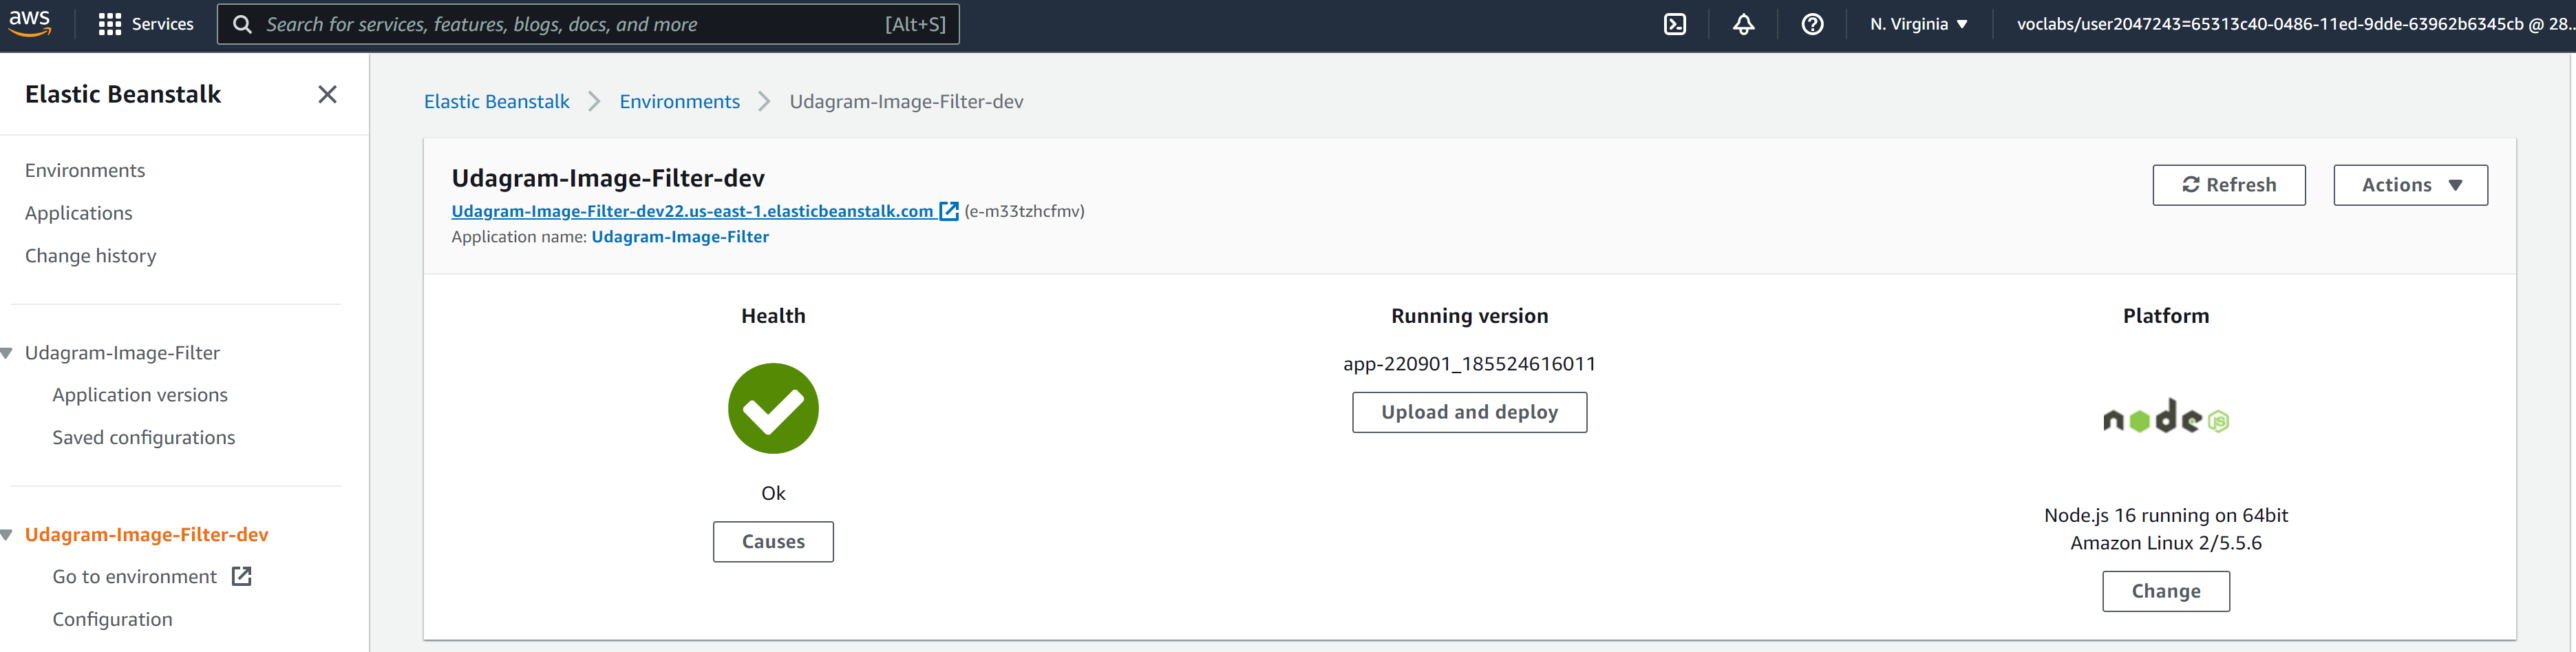 aws
Services
Search for services, features, blogs, docs, and more
[Alt+S]
N. Virginia
voclabs/user2047243=65313c40-0486-11ed-9dde-63962b6345cb @ 28...
Elastic Beanstalk
Environments
Applications
Change history
Udagram-Image-Filter
Application versions
Saved configurations
Udagram-Image-Filter-dev
Go to environment
Configuration
Elastic Beanstalk
Environments
Udagram-Image-Filter-dev
Udagram-Image-Filter-dev
Udagram-Image-Filter-dev22.us-east-1.elasticbeanstalk.com (e-m33tzhcfmv)
Application name: Udagram-Image-Filter
Refresh
Actions
Health
Ok
Causes
Running version
app-220901_185524616011
Upload and deploy
Platform
node JS
Node.js 16 running on 64bit
Amazon Linux 2/5.5.6
Change